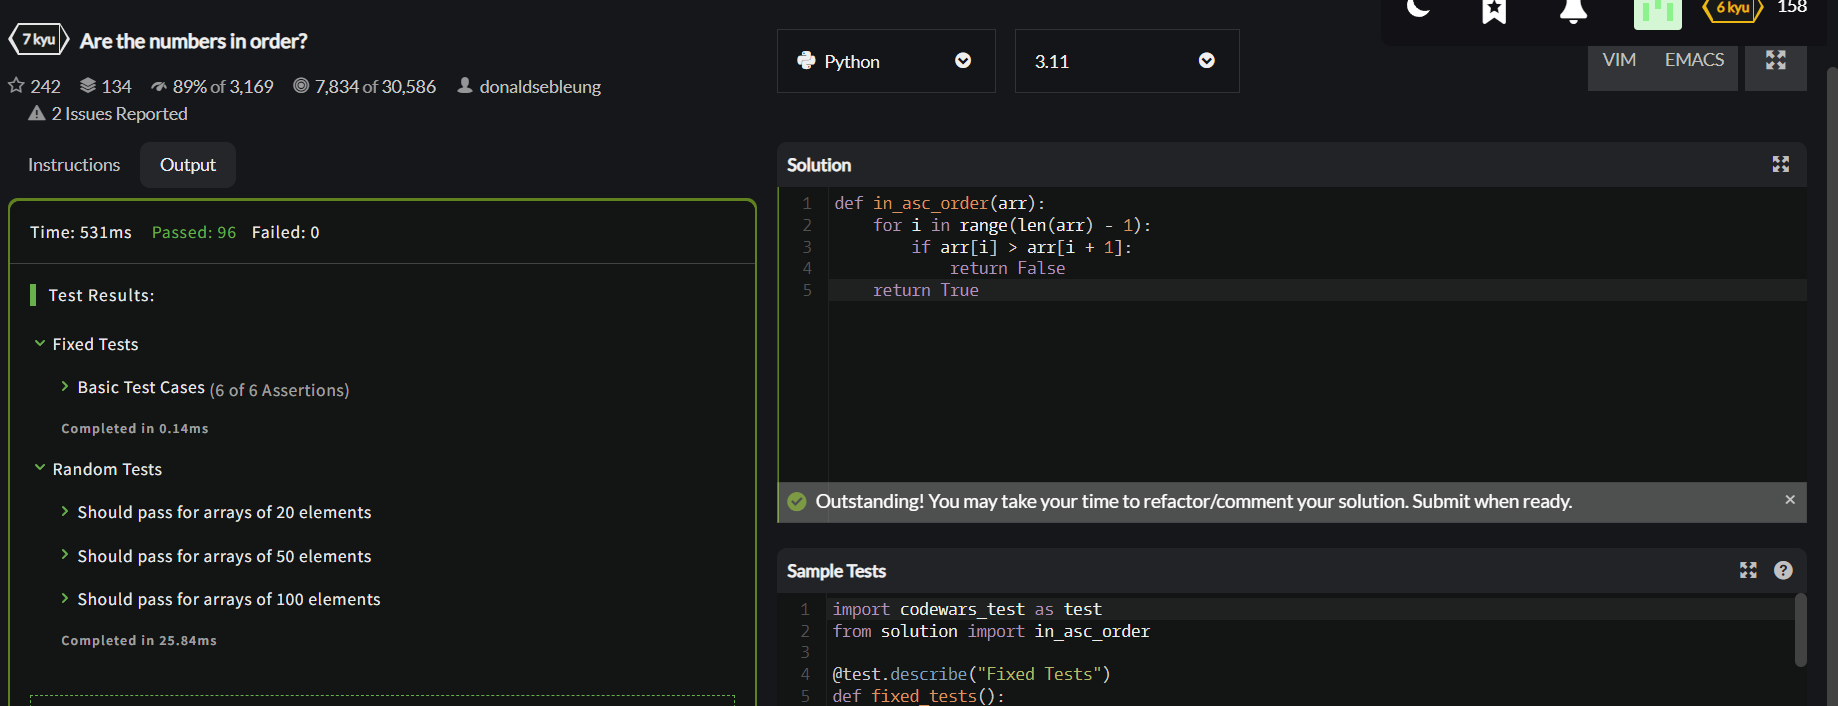 7 kyu Are the numbers in order?
242 134 89% of 3,169 7,834 of 30,586 donaldsebleung
2 Issues Reported
Instructions Output
Time: 531ms Passed: 96 Failed: 0
Test Results:
Fixed Tests
Basic Test Cases (6 of 6 Assertions)
Completed in 0.14ms
Random Tests
Should pass for arrays of 20 elements
Should pass for arrays of 50 elements
Should pass for arrays of 100 elements
Completed in 25.84ms
6 kyu 158
Python 3.11 VIM EMACS
Solution
1 def in_asc_order(arr):
2     for i in range(len(arr) - 1):
3         if arr[i] > arr[i + 1]:
4             return False
5     return True
Outstanding! You may take your time to refactor/comment your solution. Submit when ready. ×
Sample Tests ?
1 import codewars_test as test
2 from solution import in_asc_order
3
4 @test.describe("Fixed Tests")
5 def fixed_tests():